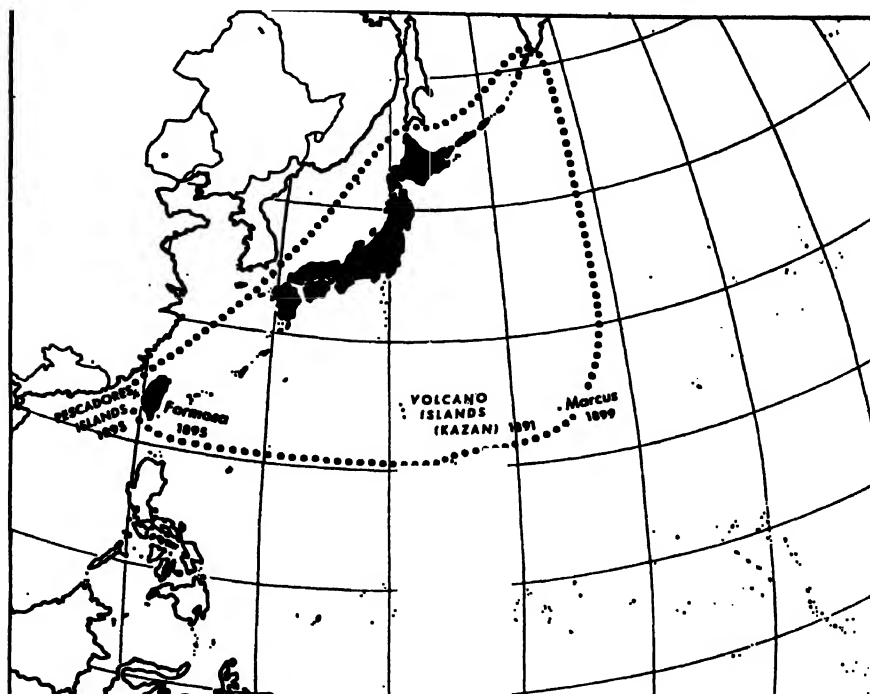 PESCADORES
ISLANDS
1895
Formosa
1895
VOLCANO
ISLANDS
(KAZAN) 1891
Marcus
1899